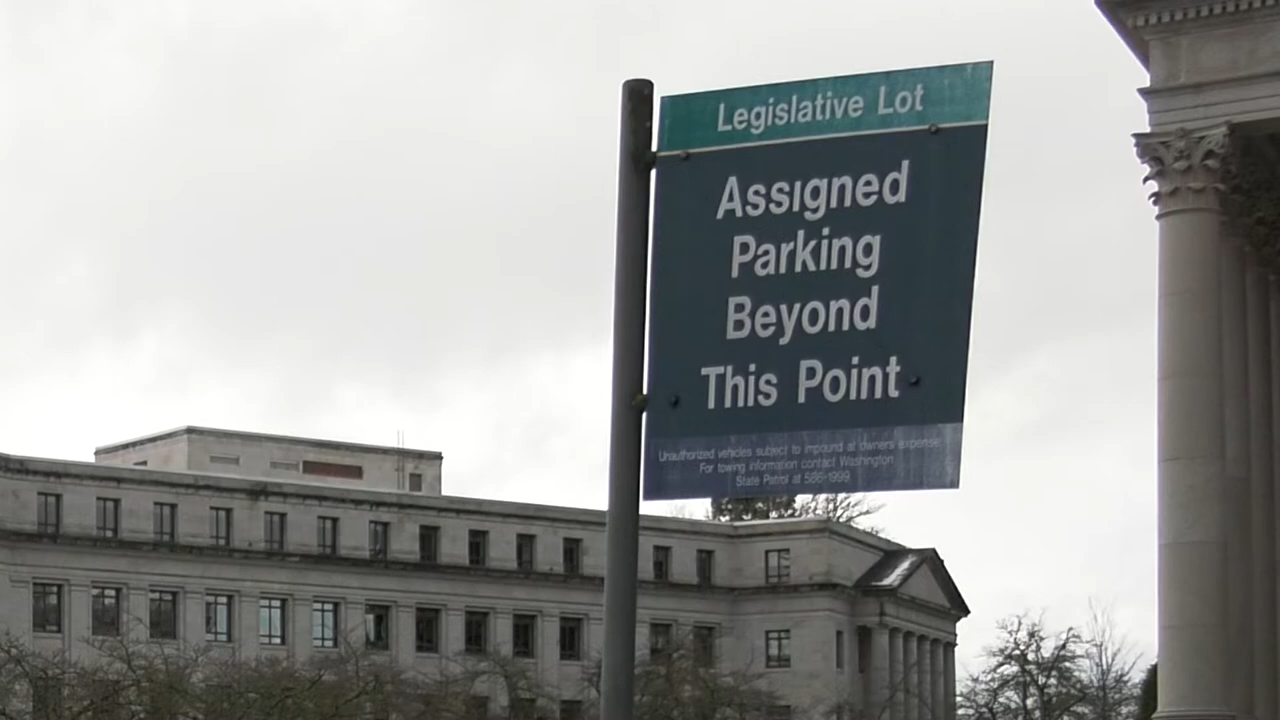 Legislative Lot
Assigned
Parking
Beyond
This Point
Unauthorized vehicles subject to impound at owners expense.
For towing information contact Washington
State Patrol at 586-1999